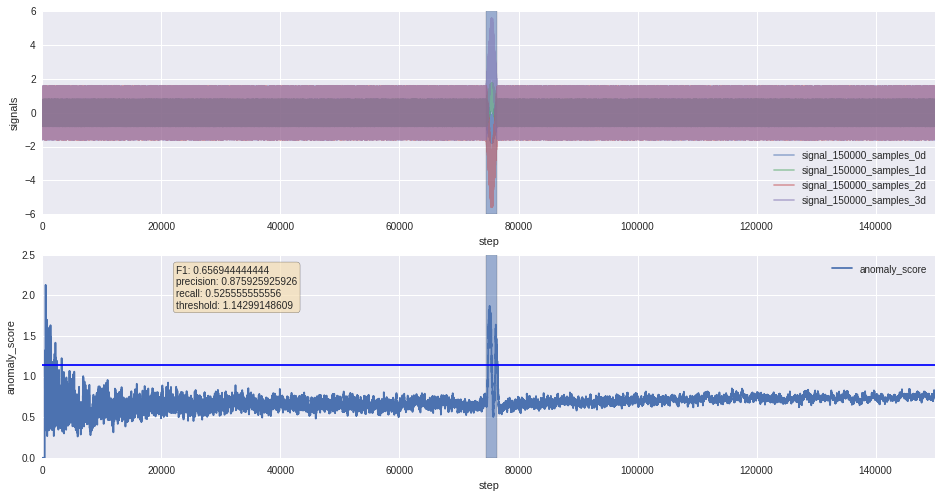 6
4
2
0
−2
−4
−6
signals
signal_150000_samples_0d
signal_150000_samples_1d
signal_150000_samples_2d
signal_150000_samples_3d
0 20000 40000 60000 80000 100000 120000 140000
step
2.5
2.0
1.5
1.0
0.5
0.0
anomaly_score
F1: 0.656944444444
precision: 0.875925925926
recall: 0.525555555556
threshold: 1.14299148609
anomaly_score
0 20000 40000 60000 80000 100000 120000 140000
step